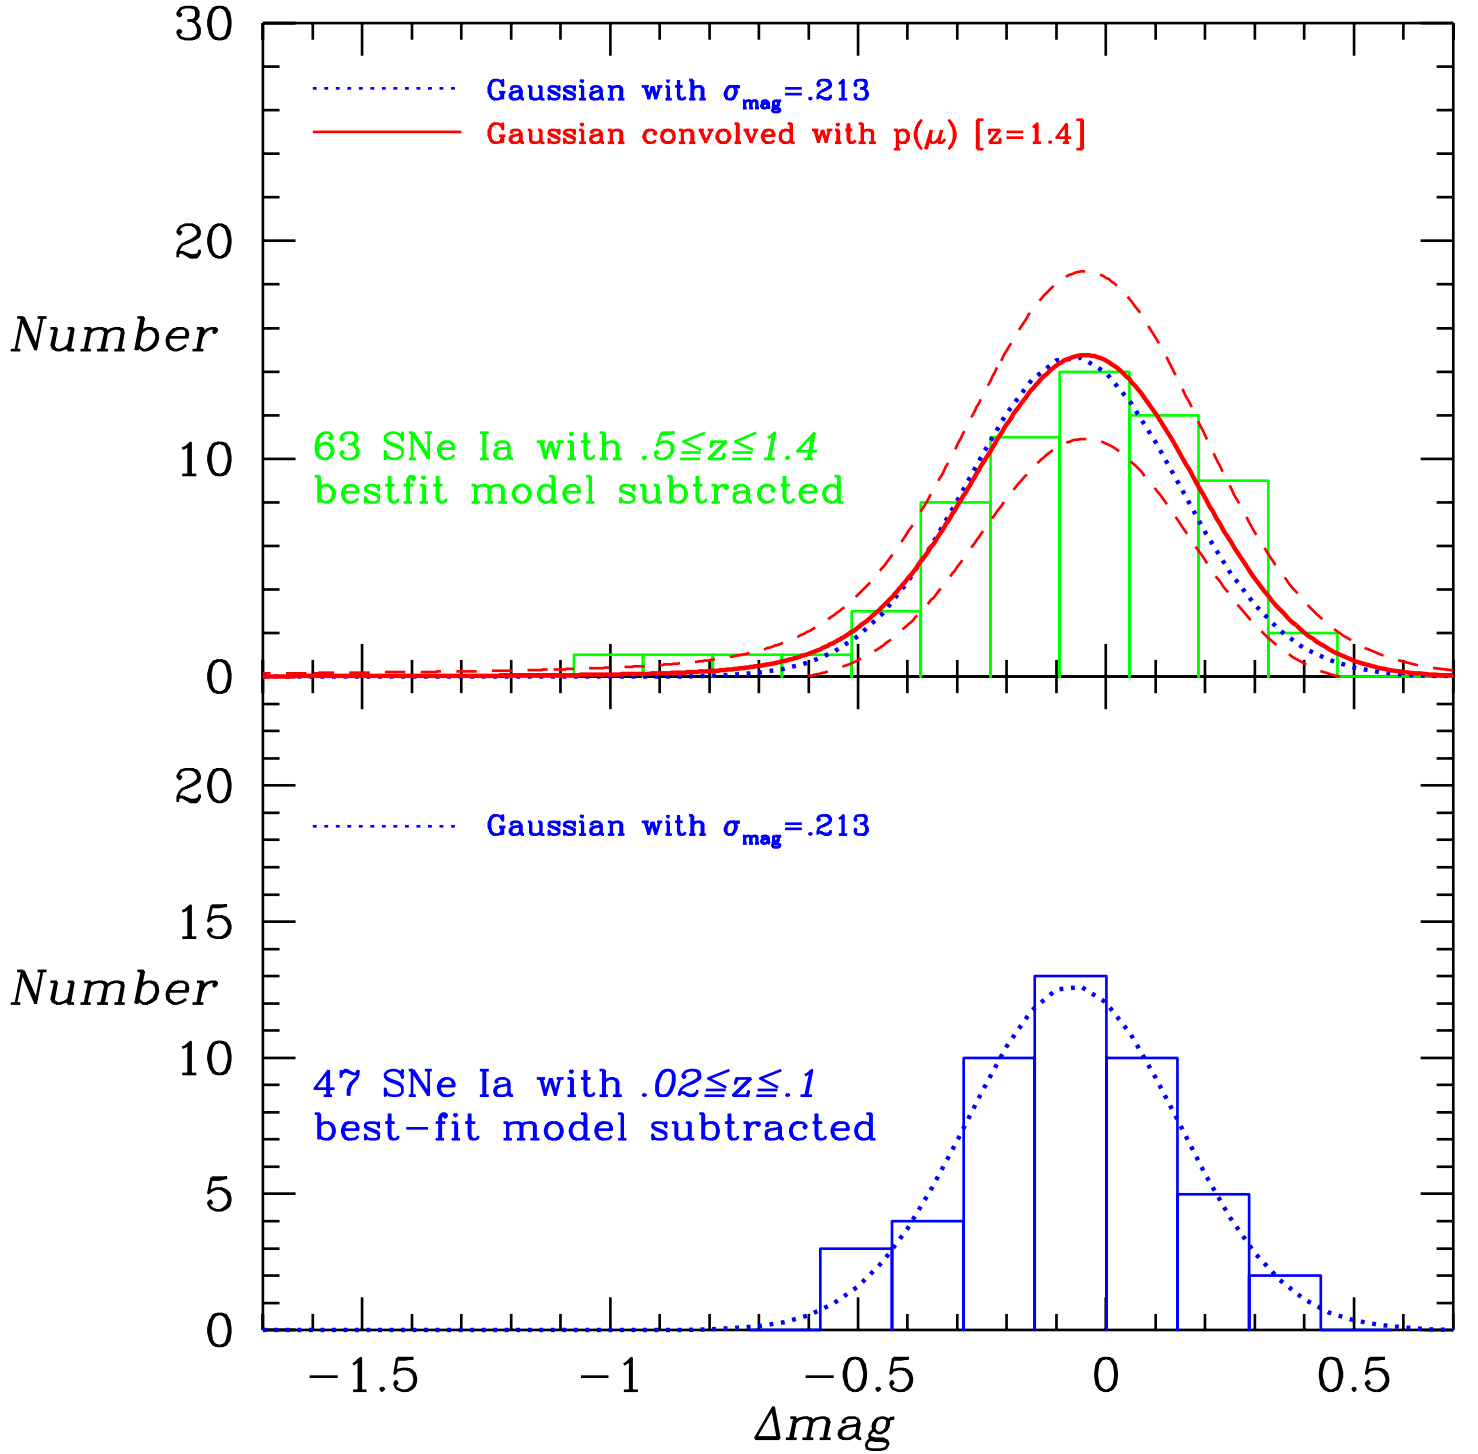 30
Gaussian with σmag=.213
Gaussian convolved with p(μ) [z=1.4]
20
Number
63 SNe Ia with .5≦z≦1.4
10
bestfit model subtracted
0
20
Gaussian with σmag=.213
15
Number
10
47 SNe Ia with .02≦z≦.1
best-fit model subtracted
5
0
-1.5 -1 -0.5 0 0.5
Δmag